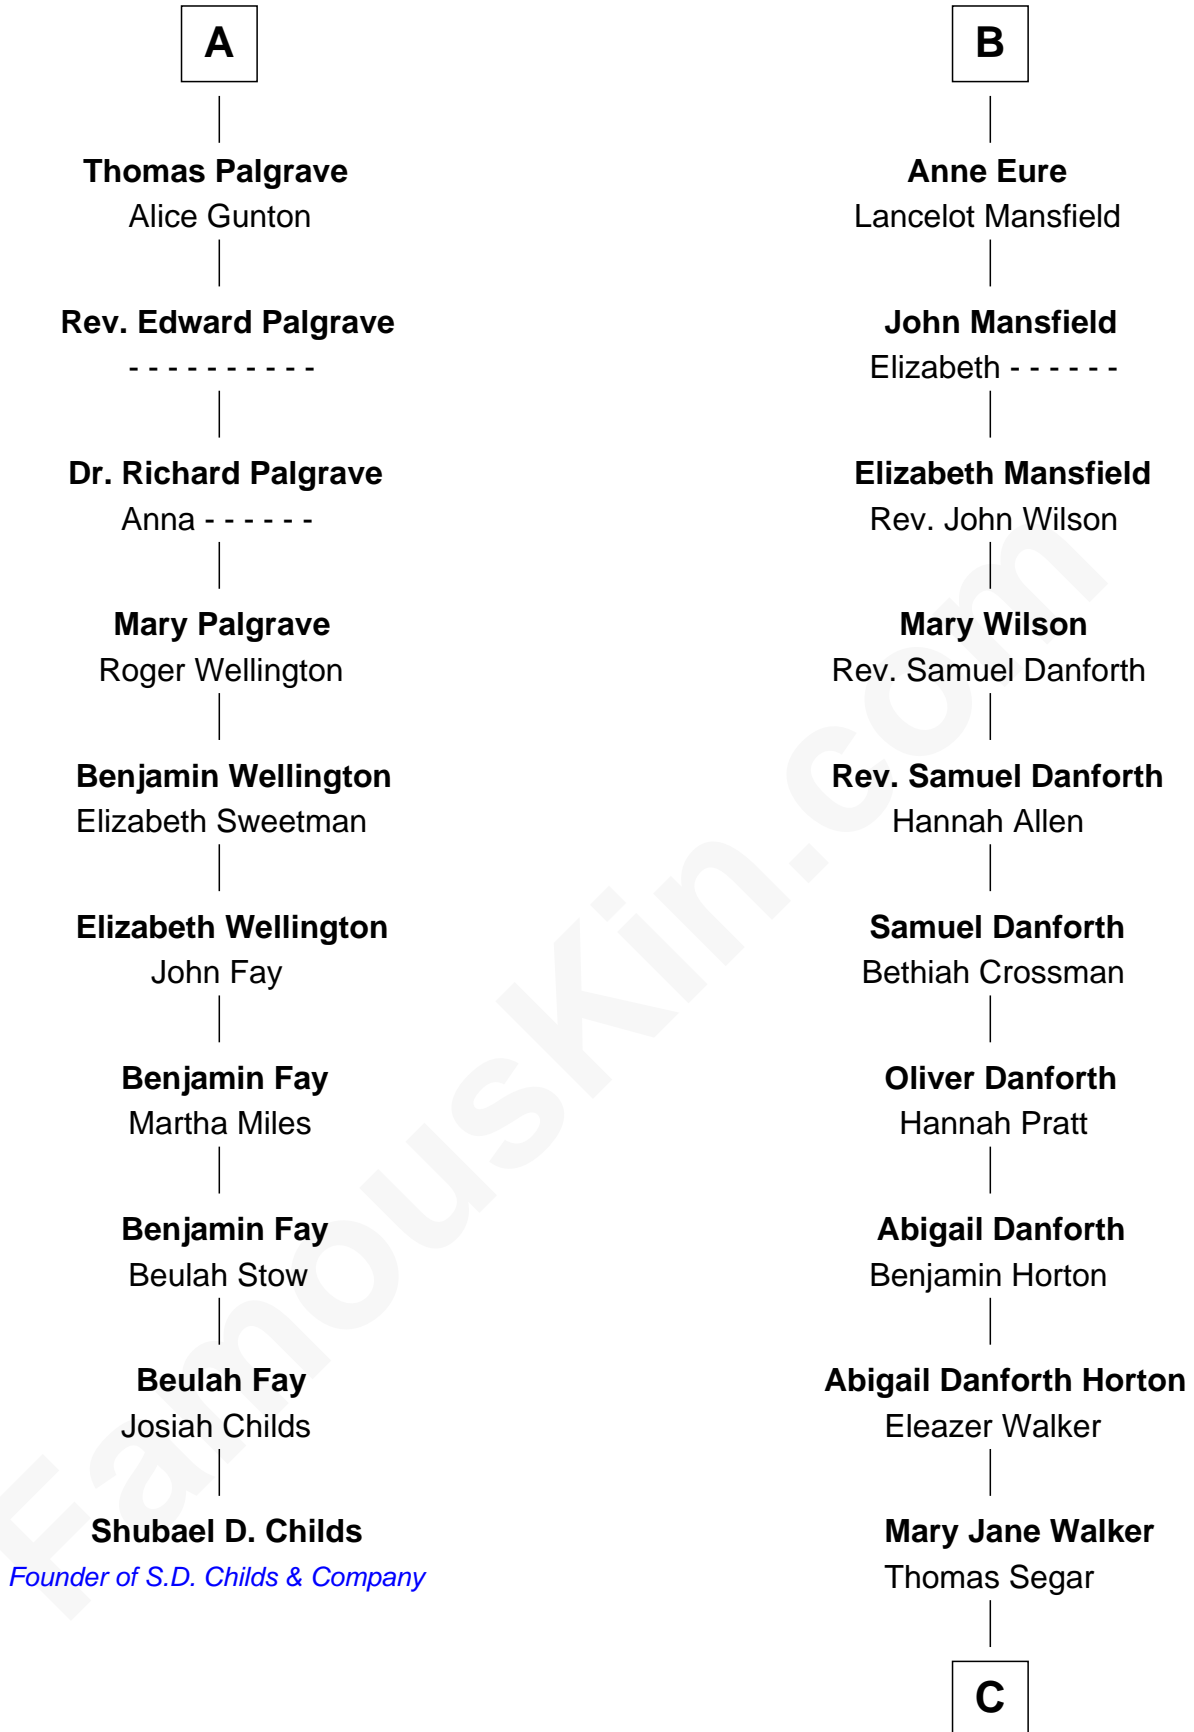 A
Thomas Palgrave
Alice Gunton
Rev. Edward Palgrave
- - - - - - - - - -
Dr. Richard Palgrave
Anna - - - - - -
Mary Palgrave
Roger Wellington
Benjamin Wellington
Elizabeth Sweetman
Elizabeth Wellington
John Fay
Benjamin Fay
Martha Miles
Benjamin Fay
Beulah Stow
Beulah Fay
Josiah Childs
Shubael D. Childs
Founder of S.D. Childs & Company
B
Anne Eure
Lancelot Mansfield
John Mansfield
Elizabeth - - - - - -
Elizabeth Mansfield
Rev. John Wilson
Mary Wilson
Rev. Samuel Danforth
Rev. Samuel Danforth
Hannah Allen
Samuel Danforth
Bethiah Crossman
Oliver Danforth
Hannah Pratt
Abigail Danforth
Benjamin Horton
Abigail Danforth Horton
Eleazer Walker
Mary Jane Walker
Thomas Segar
C
FamousKin.com